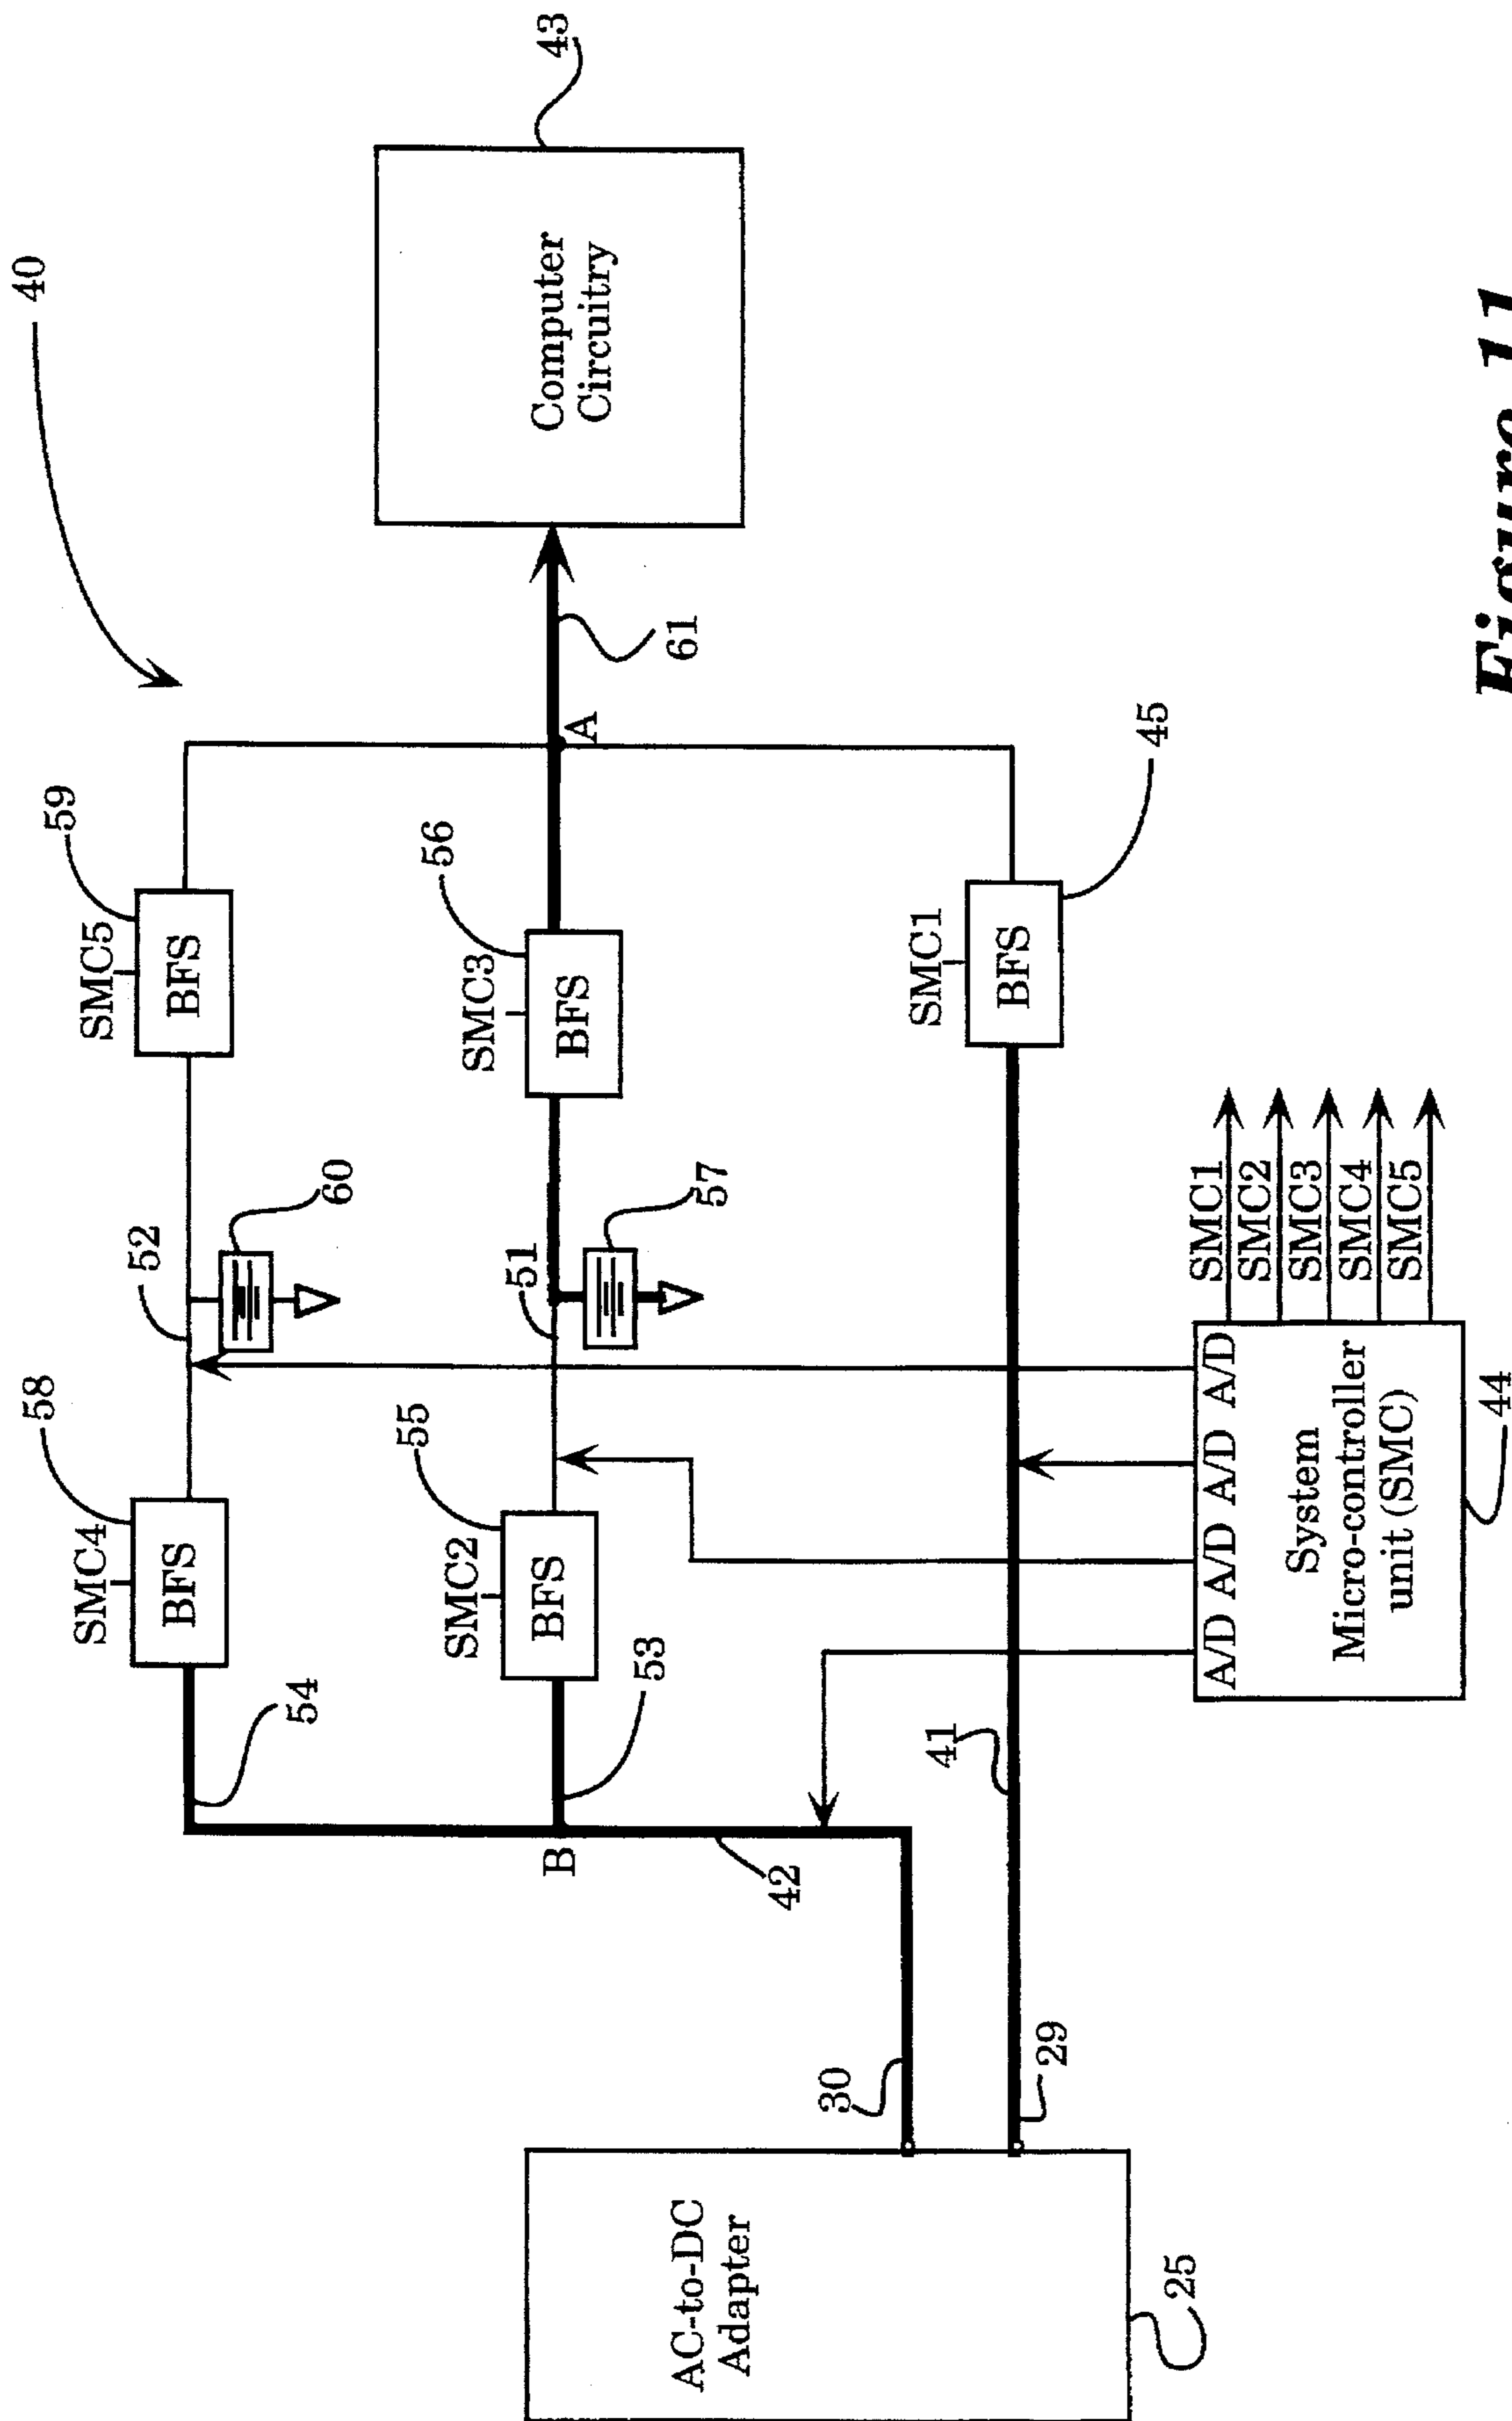 40
59
SMC5
BFS
52
60
58
SMC4
BFS
54
56
SMC3
BFS
51
57
55
SMC2
BFS
53
B
42
A
61
Computer
Circuitry
43
45
SMC1
BFS
41
30
29
AC-to-DC
Adapter
25
A/D A/D A/D A/D
System
Micro-controller
unit (SMC)
44
SMC1
SMC2
SMC3
SMC4
SMC5
Figure 11